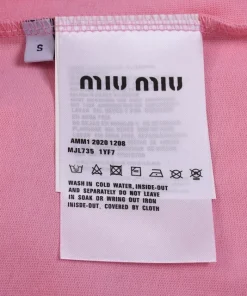 S
miu miu
AMM1 2020 1298
MJL735 1YF7
WASH IN COLD WATER, INSIDE-OUT
AND SEPARATELY DO NOT LEAVE
IN SOAK OR WRING OUT IRON
INISDE-OUT. COVERED BY CLOTH